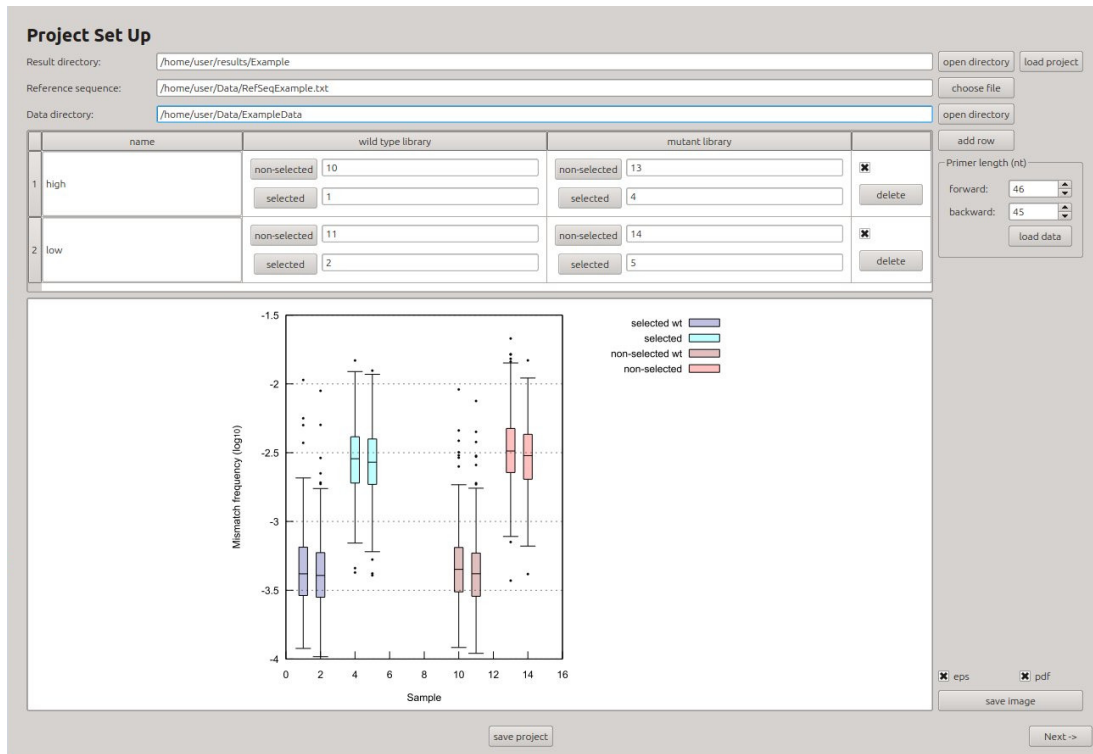 Project Set Up
Result directory: /home/user/results/Example open directory load project
Reference sequence: /home/user/Data/RefSeqExample.txt choose file
Data directory: /home/user/Data/ExampleData open directory
name wild type library mutant library add row
1 high non-selected 10 non-selected 13
selected 1 selected 4 delete
2 low non-selected 11 non-selected 14
selected 2 selected 5 delete
Primer length (nt)
forward: 46
backward: 45
load data
-1.5
-2
-2.5
-3
-3.5
-4
Mismatch frequency (log10)
0 2 4 6 8 10 12 14 16
Sample
selected wt
selected
non-selected wt
non-selected
eps pdf
save image
save project Next ->